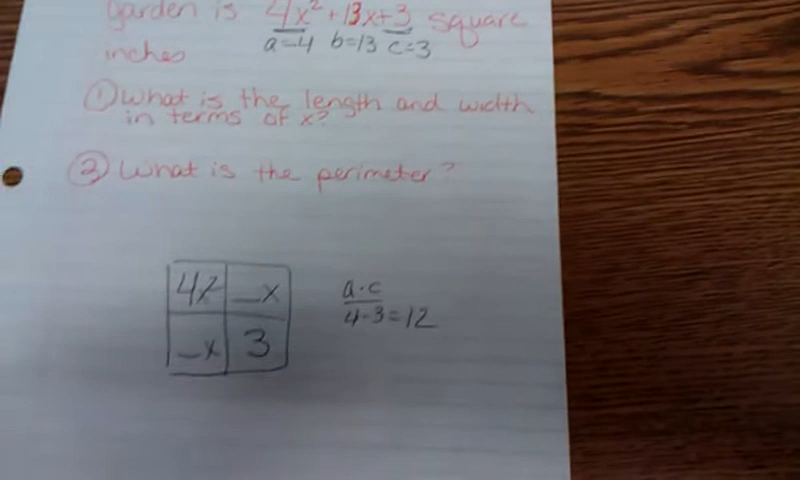 garden is 4x² + 13x+3 square
inches
a=4 b=13 c=3
① What is the length and width
in terms of x?
② What is the perimeter?
4x² _x
_x 3
a·c
4·3=12